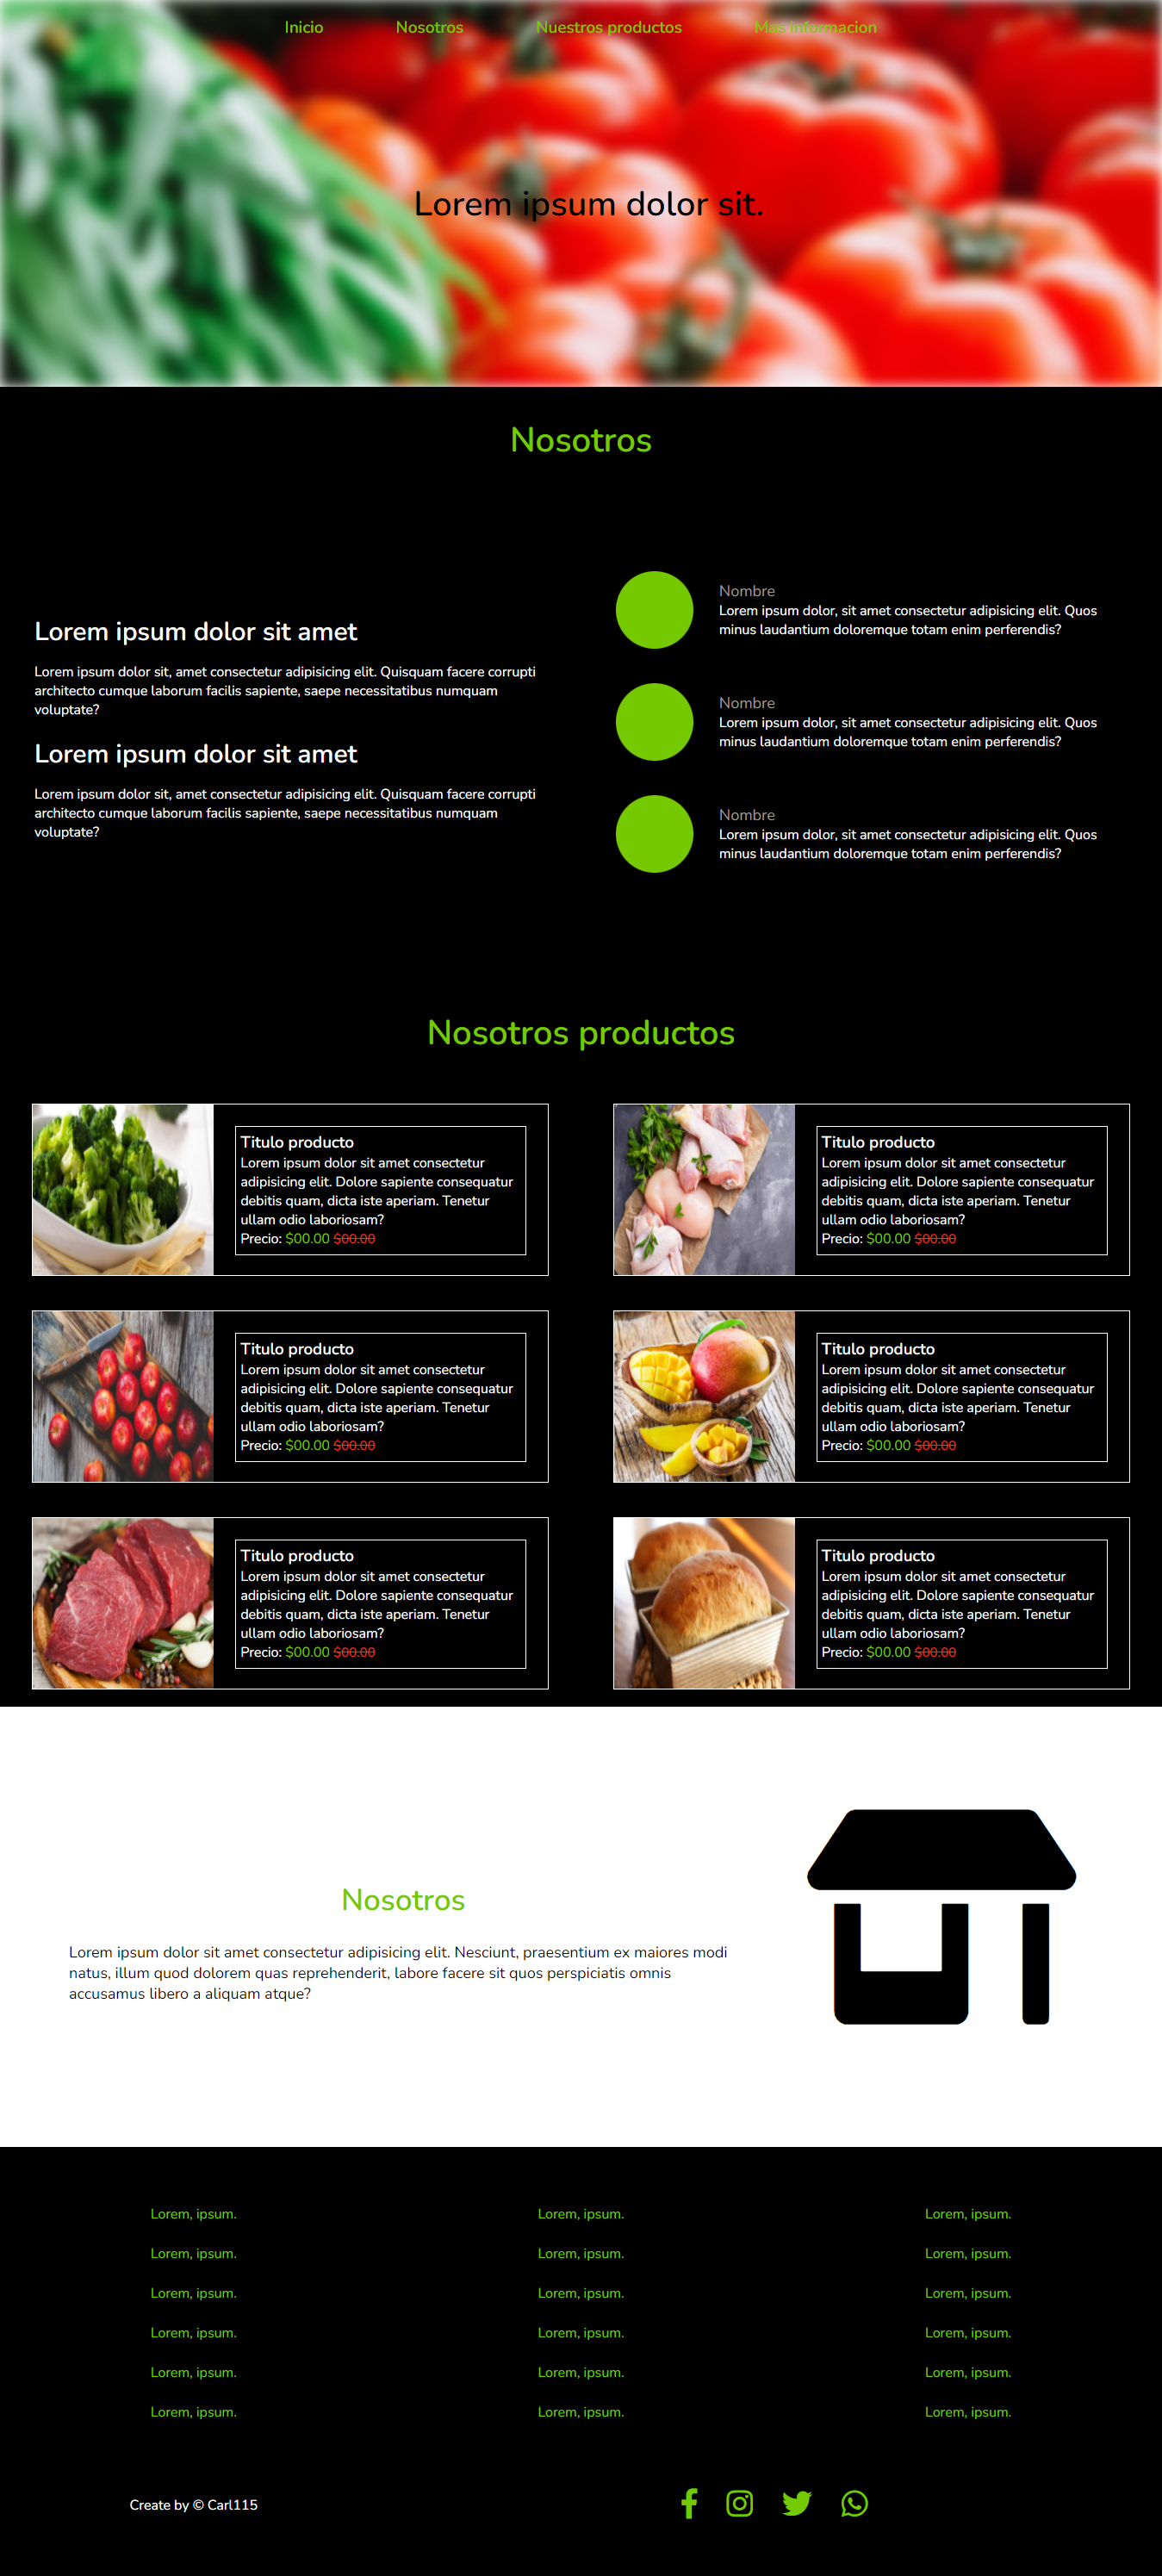 Inicio Nosotros Nuestros productos Mas informacion
Lorem ipsum dolor sit.
Nosotros
Lorem ipsum dolor sit amet
Lorem ipsum dolor sit, amet consectetur adipisicing elit. Quisquam facere corrupti
architecto cumque laborum facilis sapiente, saepe necessitatibus numquam
voluptate?
Lorem ipsum dolor sit amet
Lorem ipsum dolor sit, amet consectetur adipisicing elit. Quisquam facere corrupti
architecto cumque laborum facilis sapiente, saepe necessitatibus numquam
voluptate?
Nombre
Lorem ipsum dolor, sit amet consectetur adipisicing elit. Quos
minus laudantium doloremque totam enim perferendis?
Nombre
Lorem ipsum dolor, sit amet consectetur adipisicing elit. Quos
minus laudantium doloremque totam enim perferendis?
Nombre
Lorem ipsum dolor, sit amet consectetur adipisicing elit. Quos
minus laudantium doloremque totam enim perferendis?
Nosotros productos
Titulo producto
Lorem ipsum dolor sit amet consectetur
adipisicing elit. Dolore sapiente consequatur
debitis quam, dicta iste aperiam. Tenetur
ullam odio laboriosam?
Precio: $00.00 $00.00
Titulo producto
Lorem ipsum dolor sit amet consectetur
adipisicing elit. Dolore sapiente consequatur
debitis quam, dicta iste aperiam. Tenetur
ullam odio laboriosam?
Precio: $00.00 $00.00
Titulo producto
Lorem ipsum dolor sit amet consectetur
adipisicing elit. Dolore sapiente consequatur
debitis quam, dicta iste aperiam. Tenetur
ullam odio laboriosam?
Precio: $00.00 $00.00
Titulo producto
Lorem ipsum dolor sit amet consectetur
adipisicing elit. Dolore sapiente consequatur
debitis quam, dicta iste aperiam. Tenetur
ullam odio laboriosam?
Precio: $00.00 $00.00
Titulo producto
Lorem ipsum dolor sit amet consectetur
adipisicing elit. Dolore sapiente consequatur
debitis quam, dicta iste aperiam. Tenetur
ullam odio laboriosam?
Precio: $00.00 $00.00
Titulo producto
Lorem ipsum dolor sit amet consectetur
adipisicing elit. Dolore sapiente consequatur
debitis quam, dicta iste aperiam. Tenetur
ullam odio laboriosam?
Precio: $00.00 $00.00
Nosotros
Lorem ipsum dolor sit amet consectetur adipisicing elit. Nesciunt, praesentium ex maiores modi
natus, illum quod dolorem quas reprehenderit, labore facere sit quos perspiciatis omnis
accusamus libero a aliquam atque?
Lorem, ipsum. Lorem, ipsum. Lorem, ipsum.
Lorem, ipsum. Lorem, ipsum. Lorem, ipsum.
Lorem, ipsum. Lorem, ipsum. Lorem, ipsum.
Lorem, ipsum. Lorem, ipsum. Lorem, ipsum.
Lorem, ipsum. Lorem, ipsum. Lorem, ipsum.
Lorem, ipsum. Lorem, ipsum. Lorem, ipsum.
Create by © Carl115